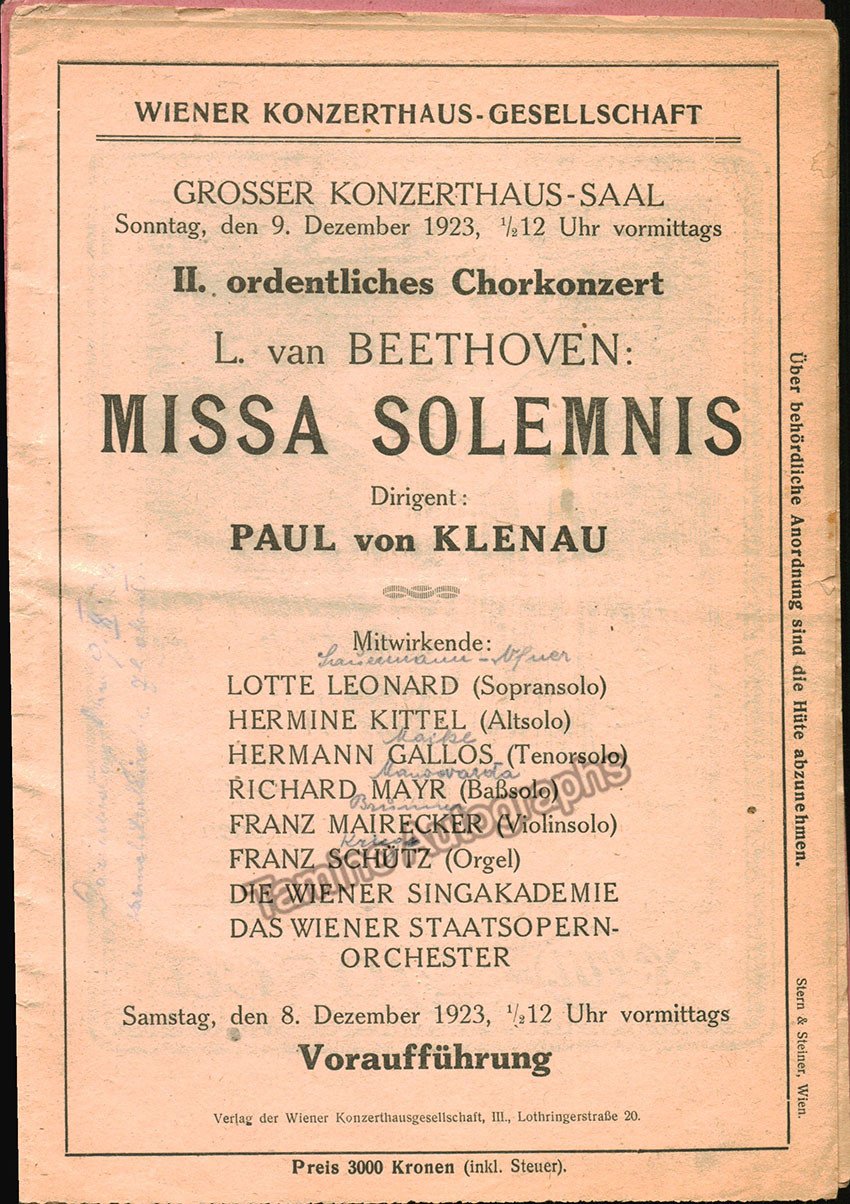 WIENER KONZERTHAUS-GESELLSCHAFT
GROSSER KONZERTHAUS-SAAL
Sonntag, den 9. Dezember 1923, ½12 Uhr vormittags
II. ordentliches Chorkonzert
L. van BEETHOVEN:
MISSA SOLEMNIS
Dirigent:
PAUL von KLENAU
Mitwirkende:
LOTTE LEONARD (Sopransolo)
HERMINE KITTEL (Altsolo)
HERMANN GALLOS (Tenorsolo)
Manowarda
RICHARD MAYR (Baßsolo)
FRANZ MAIRECKER (Violinsolo)
FRANZ SCHÜTZ (Orgel)
DIE WIENER SINGAKADEMIE
DAS WIENER STAATSOPERN-
ORCHESTER
Samstag, den 8. Dezember 1923, ½12 Uhr vormittags
Voraufführung
Verlag der Wiener Konzerthausgesellschaft, III., Lothringerstraße 20.
Preis 3000 Kronen (inkl. Steuer).
Über behördliche Anordnung sind die Hüte abzunehmen.
Stern & Steiner, Wien.
Tamino Autographs